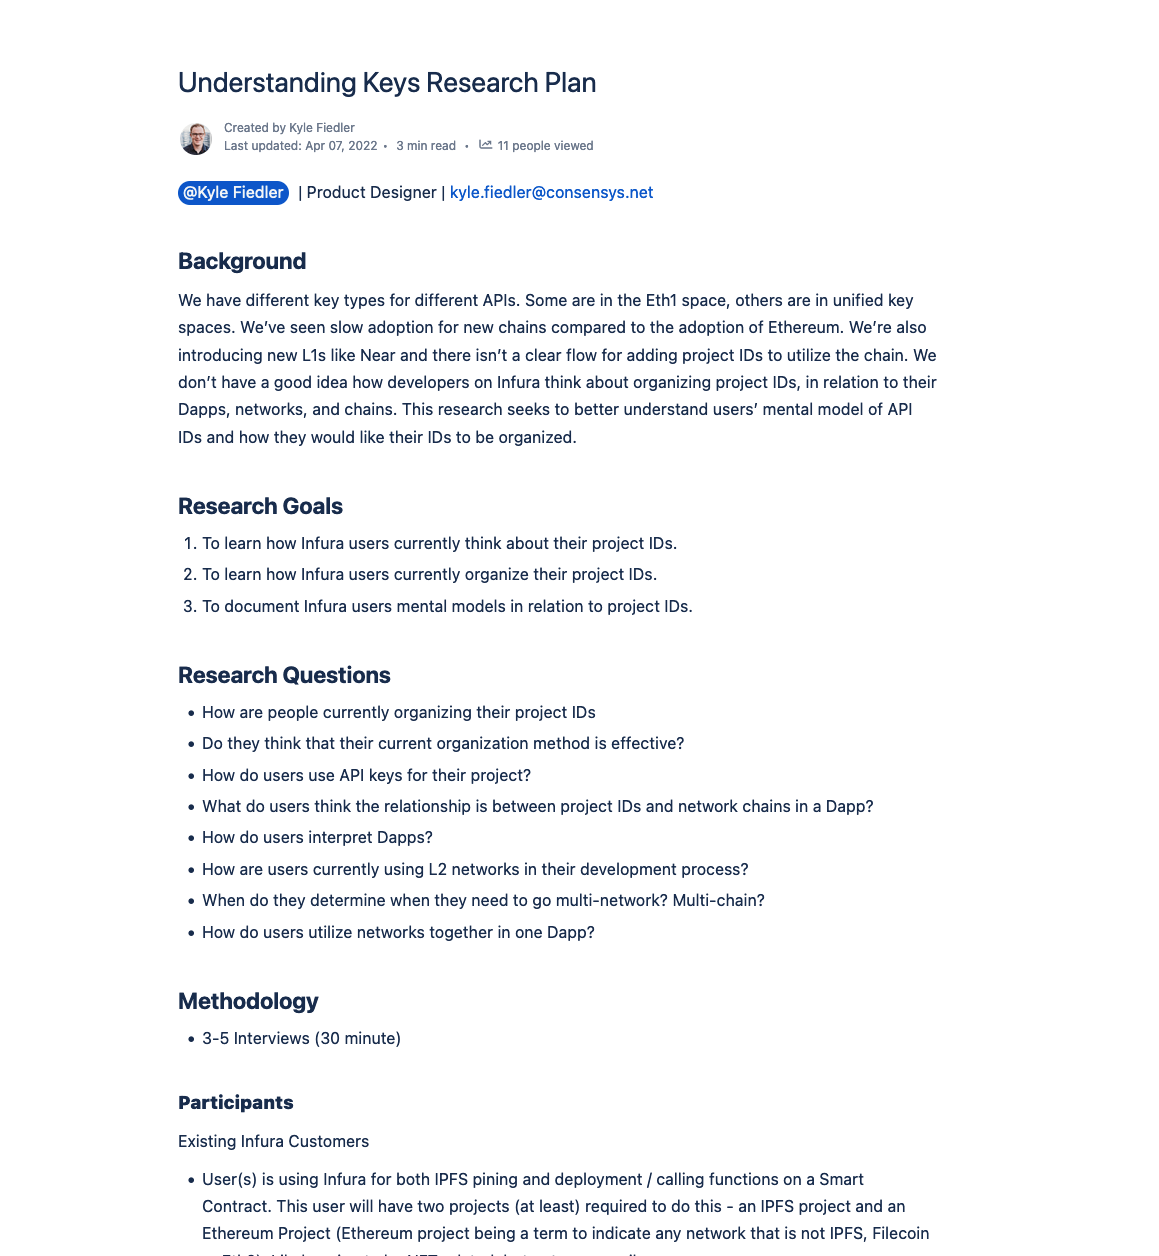 Understanding Keys Research Plan
Created by Kyle Fiedler
Last updated: Apr 07, 2022 • 3 min read • 11 people viewed
@Kyle Fiedler | Product Designer | kyle.fiedler@consensys.net
Background
We have different key types for different APIs. Some are in the Eth1 space, others are in unified key
spaces. We’ve seen slow adoption for new chains compared to the adoption of Ethereum. We’re also
introducing new L1s like Near and there isn’t a clear flow for adding project IDs to utilize the chain. We
don’t have a good idea how developers on Infura think about organizing project IDs, in relation to their
Dapps, networks, and chains. This research seeks to better understand users’ mental model of API
IDs and how they would like their IDs to be organized.
Research Goals
1. To learn how Infura users currently think about their project IDs.
2. To learn how Infura users currently organize their project IDs.
3. To document Infura users mental models in relation to project IDs.
Research Questions
• How are people currently organizing their project IDs
• Do they think that their current organization method is effective?
• How do users use API keys for their project?
• What do users think the relationship is between project IDs and network chains in a Dapp?
• How do users interpret Dapps?
• How are users currently using L2 networks in their development process?
• When do they determine when they need to go multi-network? Multi-chain?
• How do users utilize networks together in one Dapp?
Methodology
• 3-5 Interviews (30 minute)
Participants
Existing Infura Customers
• User(s) is using Infura for both IPFS pining and deployment / calling functions on a Smart
Contract. This user will have two projects (at least) required to do this - an IPFS project and an
Ethereum Project (Ethereum project being a term to indicate any network that is not IPFS, Filecoin